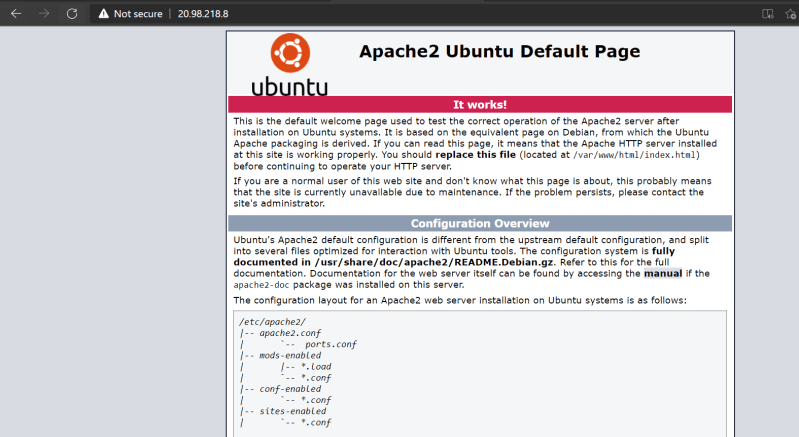 Not secure | 20.98.218.8
ubuntu
Apache2 Ubuntu Default Page
It works!
This is the default welcome page used to test the correct operation of the Apache2 server after
installation on Ubuntu systems. It is based on the equivalent page on Debian, from which the Ubuntu
Apache packaging is derived. If you can read this page, it means that the Apache HTTP server installed
at this site is working properly. You should replace this file (located at /var/www/html/index.html)
before continuing to operate your HTTP server.
If you are a normal user of this web site and don't know what this page is about, this probably means
that the site is currently unavailable due to maintenance. If the problem persists, please contact the
site's administrator.
Configuration Overview
Ubuntu's Apache2 default configuration is different from the upstream default configuration, and split
into several files optimized for interaction with Ubuntu tools. The configuration system is fully
documented in /usr/share/doc/apache2/README.Debian.gz. Refer to this for the full
documentation. Documentation for the web server itself can be found by accessing the manual if the
apache2-doc package was installed on this server.
The configuration layout for an Apache2 web server installation on Ubuntu systems is as follows:
/etc/apache2/
|-- apache2.conf
|       `--  ports.conf
|-- mods-enabled
|       |-- *.load
|       `-- *.conf
|-- conf-enabled
|       `-- *.conf
|-- sites-enabled
|       `-- *.conf